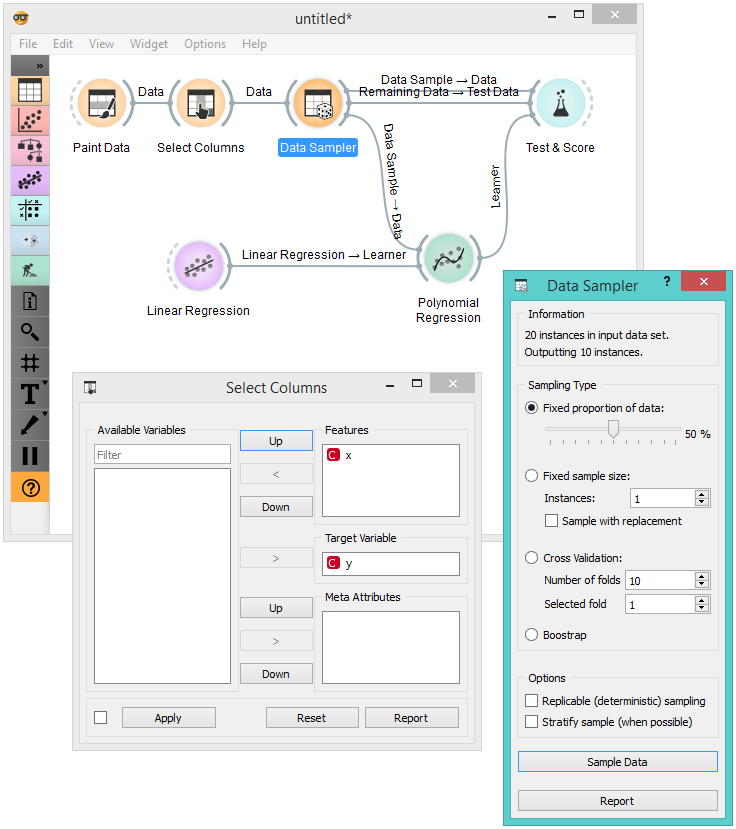 untitled*
File Edit View Widget Options Help
»
Data
Data
Data Sample → Data
Remaining Data → Test Data
Paint Data
Select Columns
Data Sampler
Test & Score
Data Sample → Data
Learner
Linear Regression → Learner
Linear Regression
Polynomial
Regression
T
?
Select Columns
Available Variables
Filter
Up
<
Down
>
Up
>
Down
Features
C x
Target Variable
C y
Meta Attributes
Apply
Reset
Report
Data Sampler
?
Information
20 instances in input data set.
Outputting 10 instances.
Sampling Type
Fixed proportion of data:
50 %
Fixed sample size:
Instances: 1
Sample with replacement
Cross Validation:
Number of folds 10
Selected fold 1
Boostrap
Options
Replicable (deterministic) sampling
Stratify sample (when possible)
Sample Data
Report